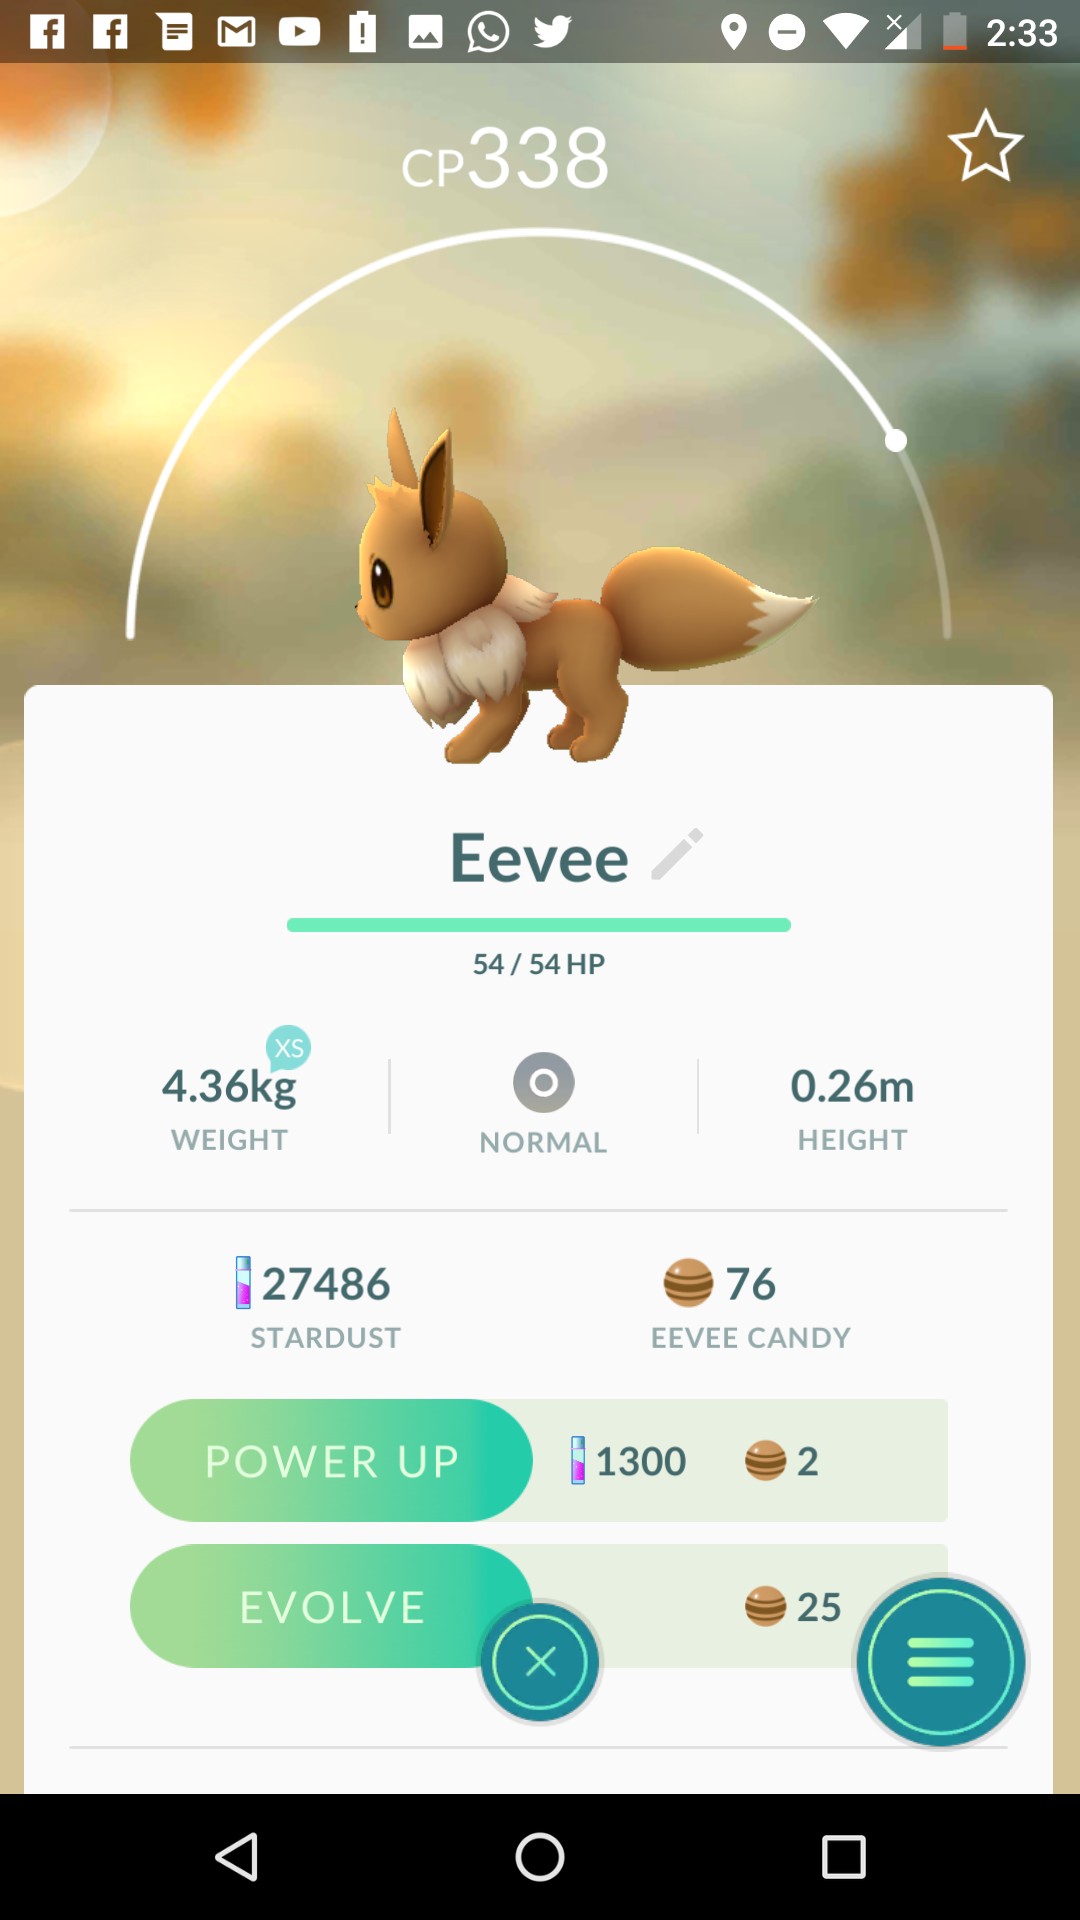 2:33
CP338
Eevee
54 / 54 HP
XS
4.36kg
WEIGHT
NORMAL
0.26m
HEIGHT
27486
STARDUST
76
EEVEE CANDY
POWER UP 1300 2
EVOLVE 25